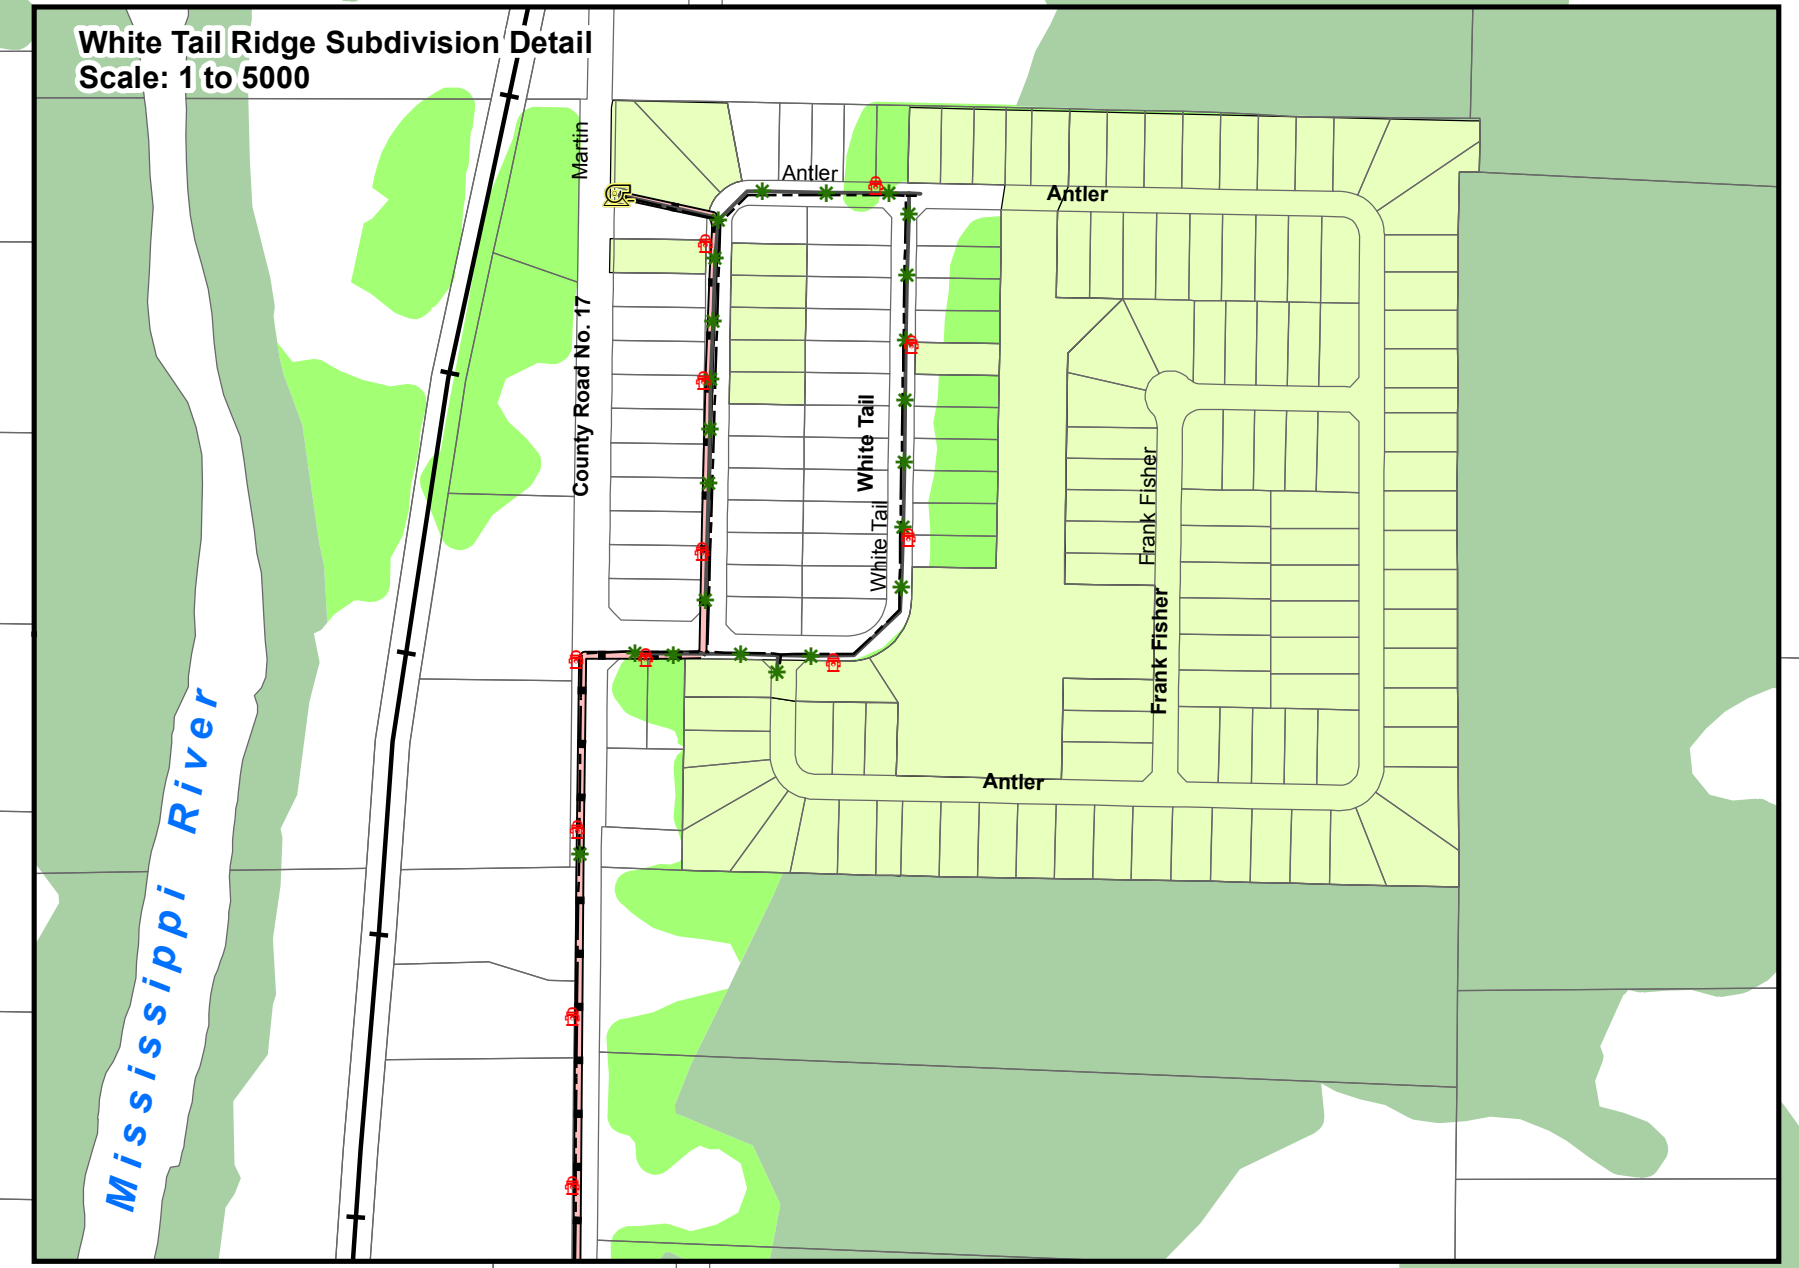 White Tail Ridge Subdivision Detail
Scale: 1 to 5000
Martin
Antler
Antler
County Road No. 17
White Tail
White Tail
Frank Fisher
Frank Fisher
Antler
Mississippi River